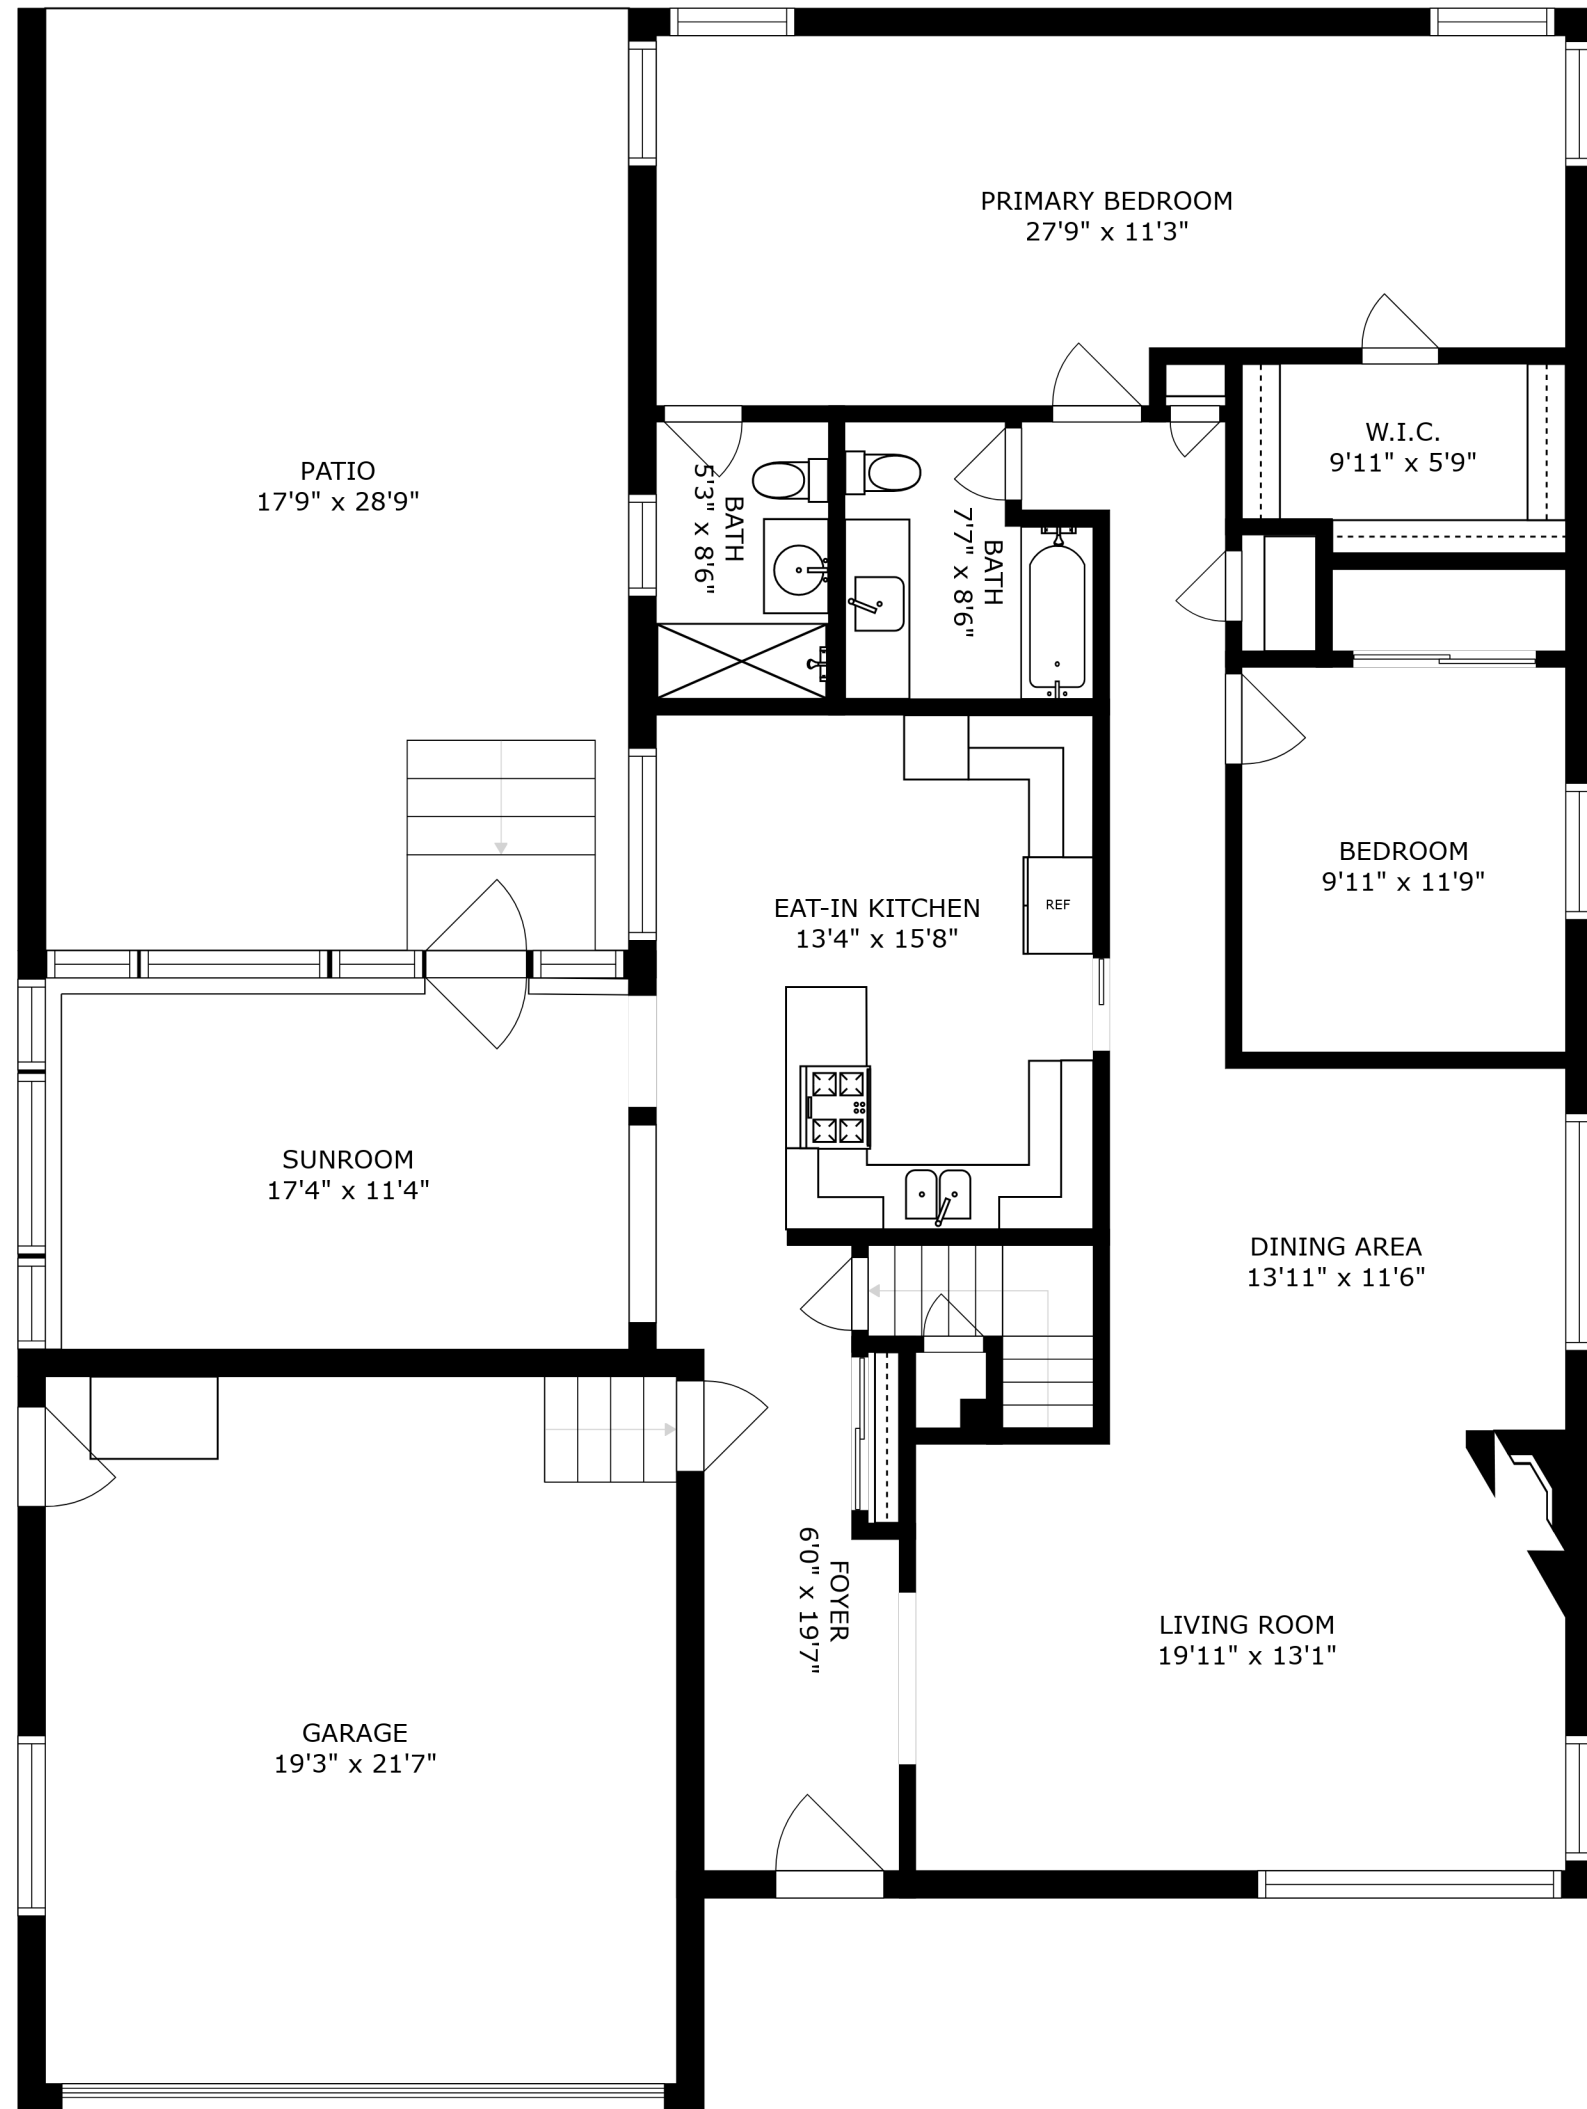 PRIMARY BEDROOM
27'9" x 11'3"
PATIO
17'9" x 28'9"
W.I.C.
9'11" x 5'9"
BATH
5'3" x 8'6"
BATH
7'7" x 8'6"
BEDROOM
9'11" x 11'9"
EAT-IN KITCHEN
13'4" x 15'8"
REF
SUNROOM
17'4" x 11'4"
DINING AREA
13'11" x 11'6"
FOYER
6'0" x 19'7"
LIVING ROOM
19'11" x 13'1"
GARAGE
19'3" x 21'7"